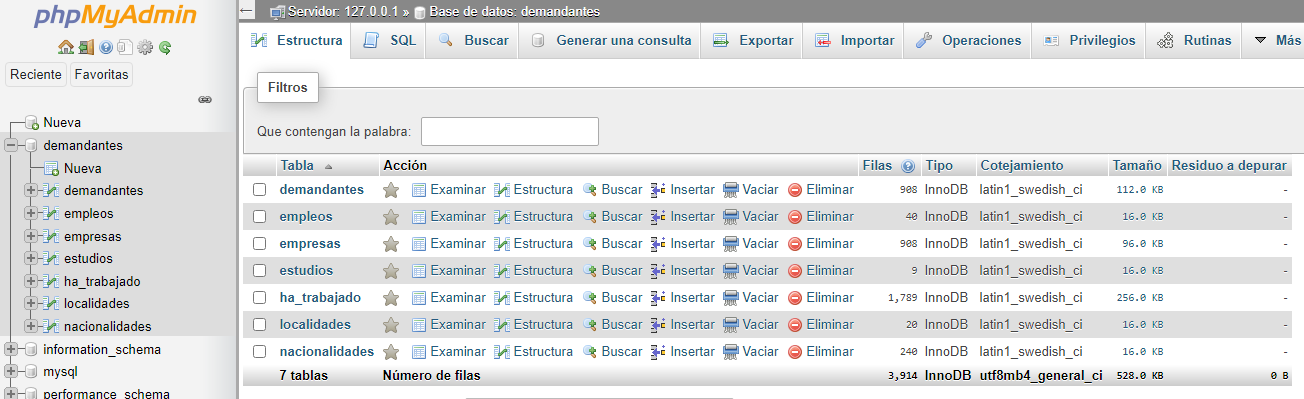 phpMyAdmin
Reciente Favoritas
Nueva
demandantes
Nueva
demandantes
empleos
empresas
estudios
ha_trabajado
localidades
nacionalidades
information_schema
mysql
performance_schema
Servidor: 127.0.0.1 » Base de datos: demandantes
Estructura SQL Buscar Generar una consulta Exportar Importar Operaciones Privilegios Rutinas Más
Filtros
Que contengan la palabra:
Tabla Acción Filas Tipo Cotejamiento Tamaño Residuo a depurar
demandantes Examinar Estructura Buscar Insertar Vaciar Eliminar 908 InnoDB latin1_swedish_ci 112.0 KB -
empleos Examinar Estructura Buscar Insertar Vaciar Eliminar 40 InnoDB latin1_swedish_ci 16.0 KB -
empresas Examinar Estructura Buscar Insertar Vaciar Eliminar 908 InnoDB latin1_swedish_ci 96.0 KB -
estudios Examinar Estructura Buscar Insertar Vaciar Eliminar 9 InnoDB latin1_swedish_ci 16.0 KB -
ha_trabajado Examinar Estructura Buscar Insertar Vaciar Eliminar 1,789 InnoDB latin1_swedish_ci 256.0 KB -
localidades Examinar Estructura Buscar Insertar Vaciar Eliminar 20 InnoDB latin1_swedish_ci 16.0 KB -
nacionalidades Examinar Estructura Buscar Insertar Vaciar Eliminar 240 InnoDB latin1_swedish_ci 16.0 KB -
7 tablas Número de filas 3,914 InnoDB utf8mb4_general_ci 528.0 KB 0 B